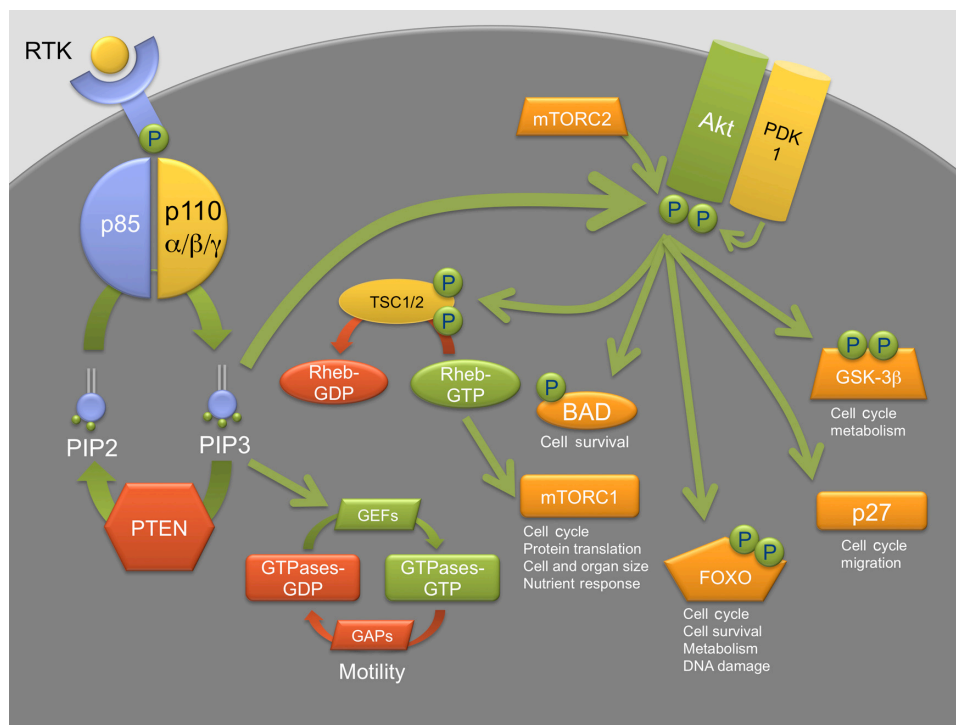 RTK
P
p85
p110
α/β/γ
PIP2
PIP3
PTEN
mTORC2
Akt
PDK
1
P
P
TSC1/2
P
P
Rheb-
GDP
Rheb-
GTP
P
BAD
Cell survival
GEFs
GTPases-
GDP
GTPases-
GTP
GAPs
Motility
mTORC1
Cell cycle
Protein translation
Cell and organ size
Nutrient response
P
P
FOXO
Cell cycle
Cell survival
Metabolism
DNA damage
P
P
GSK-3β
Cell cycle
metabolism
p27
Cell cycle
migration